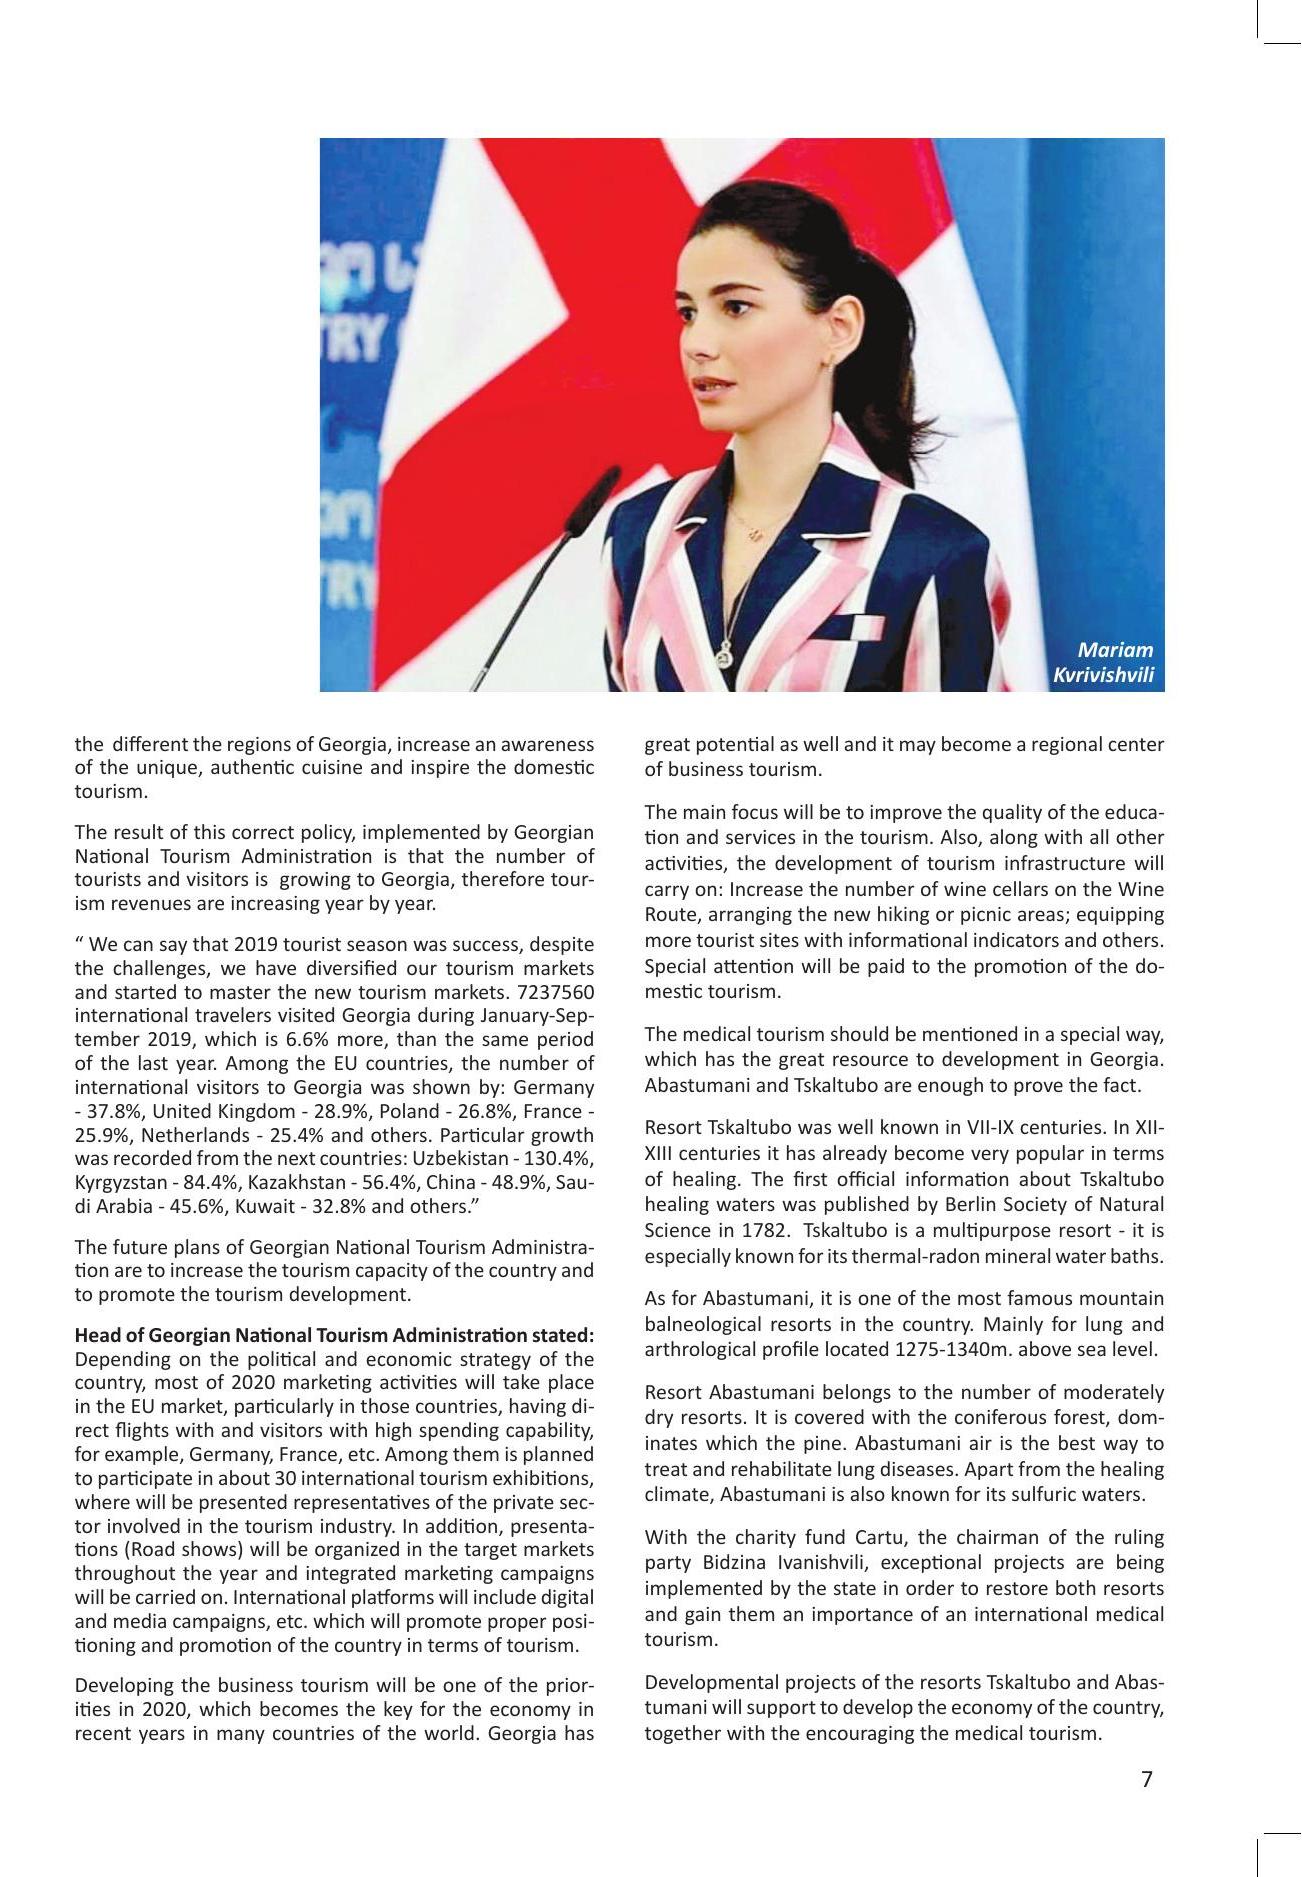 ᲝᲝ Ს
TRY
TRY
Mariam
Kvrivishvili
the different the regions of Georgia, increase an awareness
of the unique, authentic cuisine and inspire the domestic
tourism.
The result of this correct policy, implemented by Georgian
National Tourism Administration is that the number of
tourists and visitors is growing to Georgia, therefore tour-
ism revenues are increasing year by year.
“ We can say that 2019 tourist season was success, despite
the challenges, we have diversified our tourism markets
and started to master the new tourism markets. 7237560
international travelers visited Georgia during January-Sep-
tember 2019, which is 6.6% more, than the same period
of the last year. Among the EU countries, the number of
international visitors to Georgia was shown by: Germany
- 37.8%, United Kingdom - 28.9%, Poland - 26.8%, France -
25.9%, Netherlands - 25.4% and others. Particular growth
was recorded from the next countries: Uzbekistan - 130.4%,
Kyrgyzstan - 84.4%, Kazakhstan - 56.4%, China - 48.9%, Sau-
di Arabia - 45.6%, Kuwait - 32.8% and others.”
The future plans of Georgian National Tourism Administra-
tion are to increase the tourism capacity of the country and
to promote the tourism development.
Head of Georgian National Tourism Administration stated:
Depending on the political and economic strategy of the
country, most of 2020 marketing activities will take place
in the EU market, particularly in those countries, having di-
rect flights with and visitors with high spending capability,
for example, Germany, France, etc. Among them is planned
to participate in about 30 international tourism exhibitions,
where will be presented representatives of the private sec-
tor involved in the tourism industry. In addition, presenta-
tions (Road shows) will be organized in the target markets
throughout the year and integrated marketing campaigns
will be carried on. International platforms will include digital
and media campaigns, etc. which will promote proper posi-
tioning and promotion of the country in terms of tourism.
Developing the business tourism will be one of the prior-
ities in 2020, which becomes the key for the economy in
recent years in many countries of the world. Georgia has
great potential as well and it may become a regional center
of business tourism.
The main focus will be to improve the quality of the educa-
tion and services in the tourism. Also, along with all other
activities, the development of tourism infrastructure will
carry on: Increase the number of wine cellars on the Wine
Route, arranging the new hiking or picnic areas; equipping
more tourist sites with informational indicators and others.
Special attention will be paid to the promotion of the do-
mestic tourism.
The medical tourism should be mentioned in a special way,
which has the great resource to development in Georgia.
Abastumani and Tskaltubo are enough to prove the fact.
Resort Tskaltubo was well known in VII-IX centuries. In XII-
XIII centuries it has already become very popular in terms
of healing. The first official information about Tskaltubo
healing waters was published by Berlin Society of Natural
Science in 1782. Tskaltubo is a multipurpose resort - it is
especially known for its thermal-radon mineral water baths.
As for Abastumani, it is one of the most famous mountain
balneological resorts in the country. Mainly for lung and
arthrological profile located 1275-1340m. above sea level.
Resort Abastumani belongs to the number of moderately
dry resorts. It is covered with the coniferous forest, dom-
inates which the pine. Abastumani air is the best way to
treat and rehabilitate lung diseases. Apart from the healing
climate, Abastumani is also known for its sulfuric waters.
With the charity fund Cartu, the chairman of the ruling
party Bidzina Ivanishvili, exceptional projects are being
implemented by the state in order to restore both resorts
and gain them an importance of an international medical
tourism.
Developmental projects of the resorts Tskaltubo and Abas-
tumani will support to develop the economy of the country,
together with the encouraging the medical tourism.
7